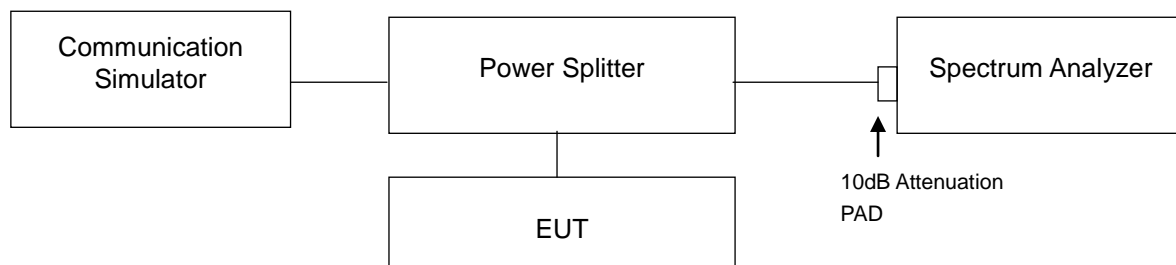 Communication
Simulator
Power Splitter
Spectrum Analyzer
10dB Attenuation
PAD
EUT